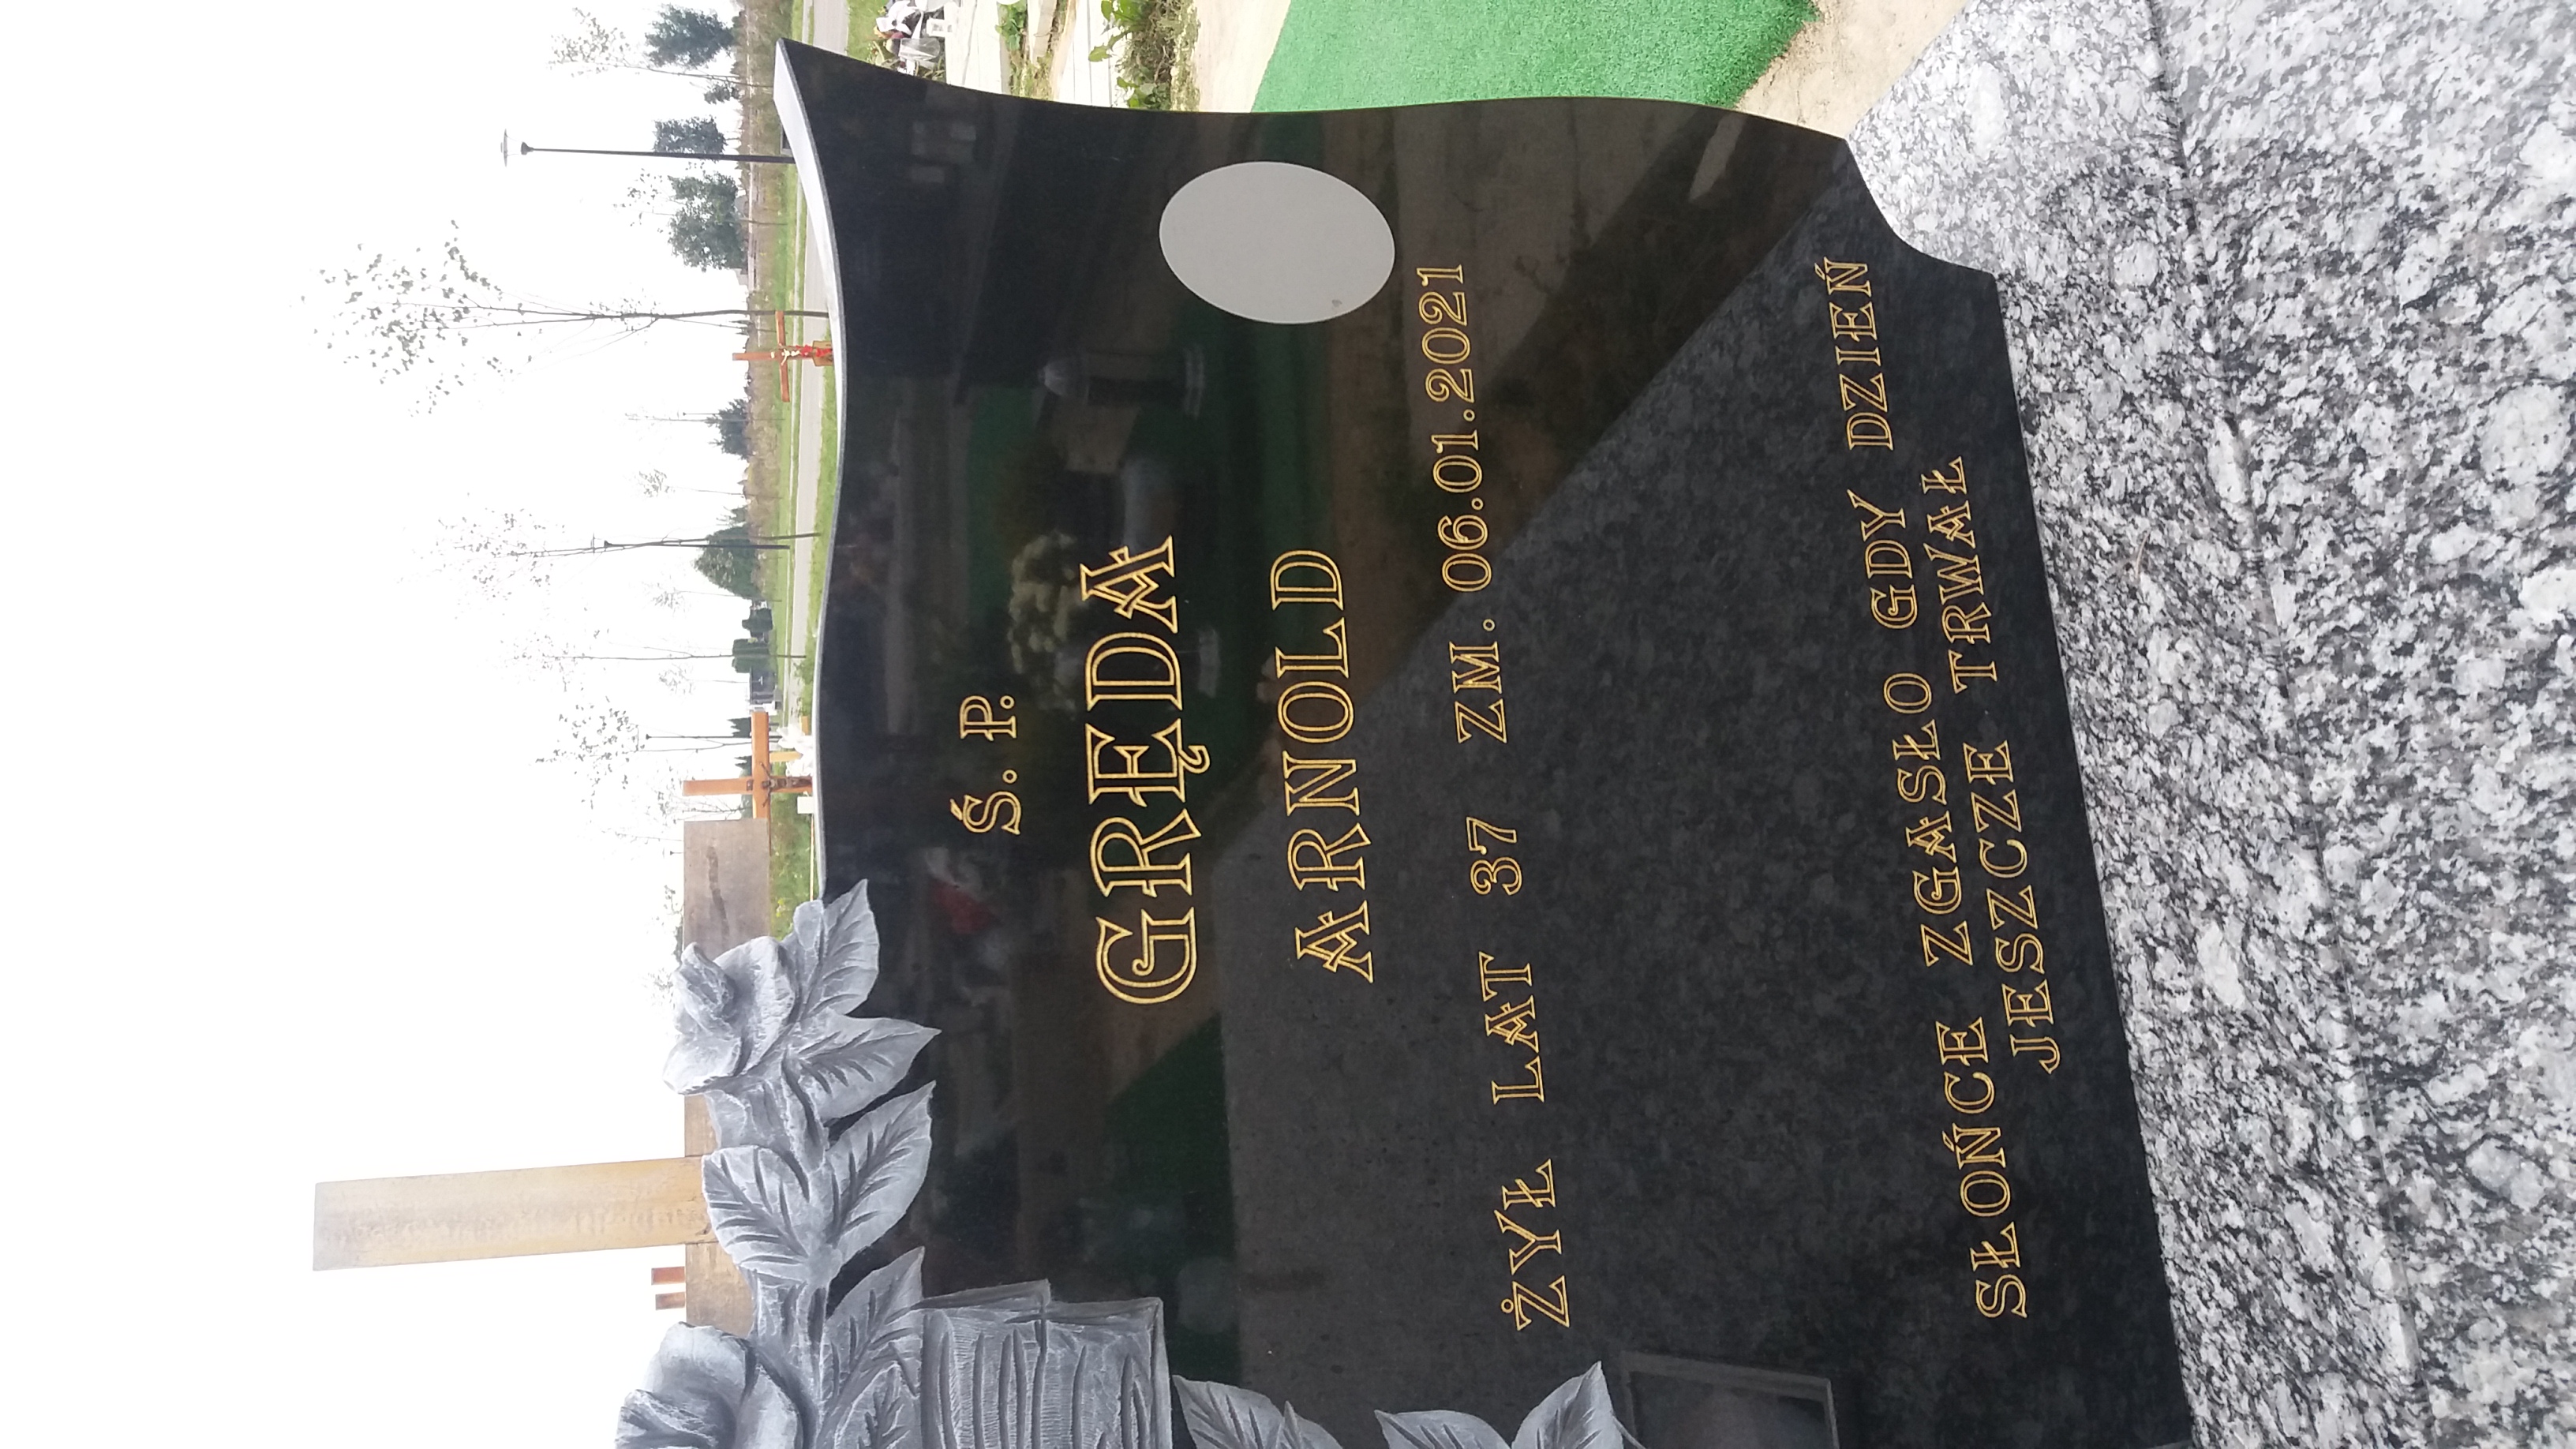 Ś. P.
GRĘDA
ARNOLD
ŻYŁ LAT 37 ZM. 06.01.2021
SŁOŃCE ZGASŁO GDY DZIEŃ
JESZCZE TRWAŁ